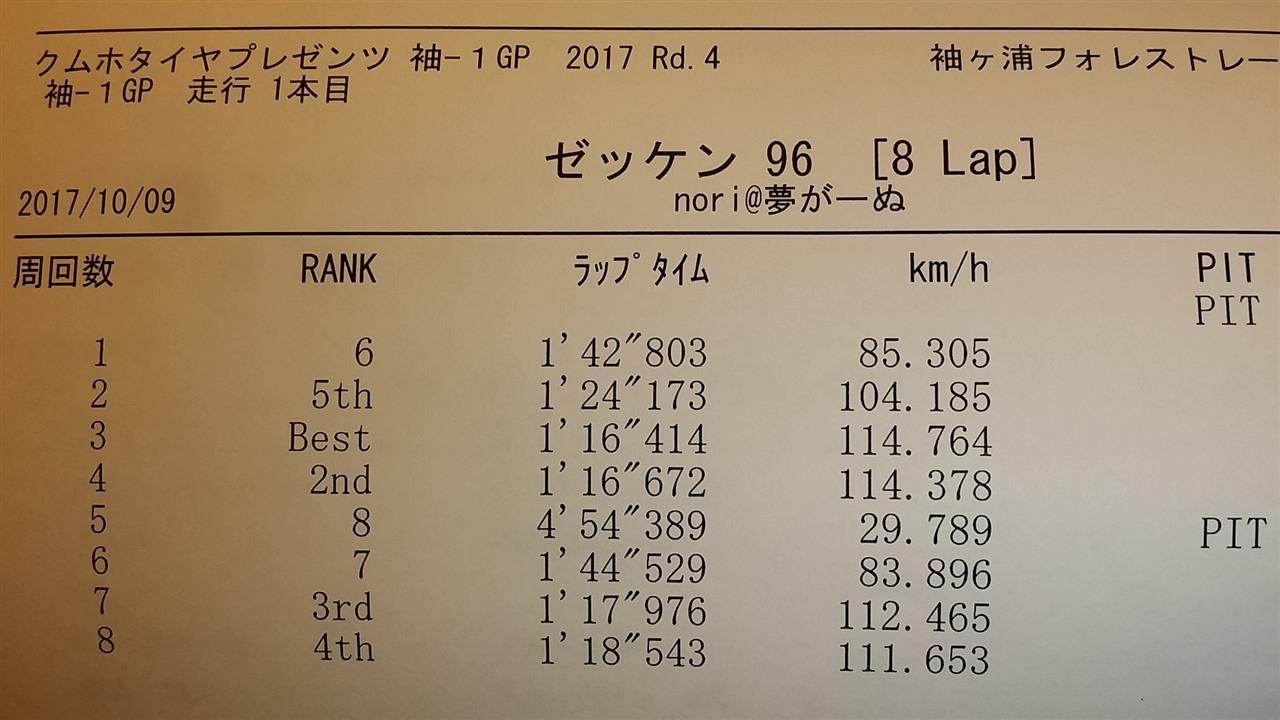 クムホタイヤプレゼンツ 袖-1GP 2017 Rd.4 袖ヶ浦フォレストレー
袖-1GP 走行 1本目
ゼッケン 96 [8 Lap]
2017/10/09 nori@夢がーぬ
周回数 RANK ﾗｯﾌﾟﾀｲﾑ km/h PIT
PIT
1 6 1'42"803 85.305
2 5th 1'24"173 104.185
3 Best 1'16"414 114.764
4 2nd 1'16"672 114.378
5 8 4'54"389 29.789 PIT
6 7 1'44"529 83.896
7 3rd 1'17"976 112.465
8 4th 1'18"543 111.653